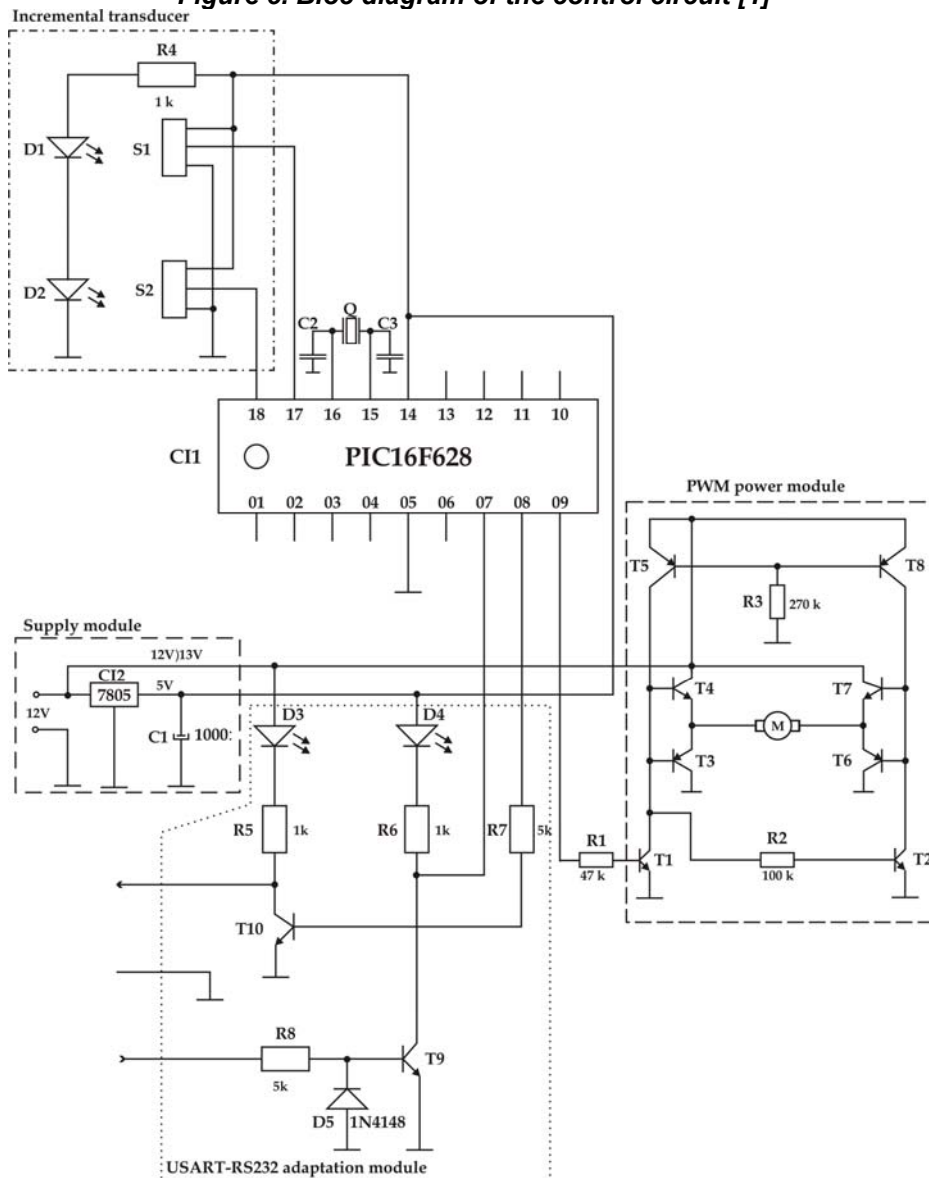 Figure 3. Bloc diagram of the control circuit [4]
Incremental transducer
R4
1 k
D1
S1
D2
S2
C2
Q
C3
18 17 16 15 14 13 12 11 10
CI1
PIC16F628
01 02 03 04 05 06 07 08 09
PWM power module
T5
T8
R3
270 k
Supply module
12V)13V
CI2
7805
5V
12V
C1
1000:
T4
T7
M
T3
T6
D3
D4
R5
1k
R6
1k
R7
5k
R1
47 k
T1
R2
100 k
T2
T10
R8
5k
T9
D5
1N4148
USART-RS232 adaptation module